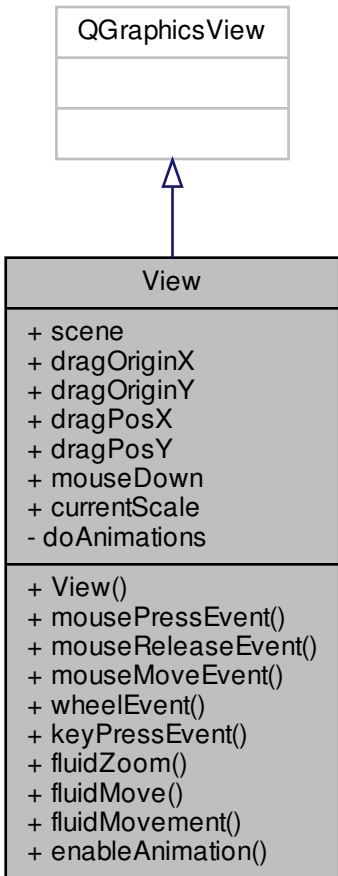 QGraphicsView
View
+ scene
+ dragOriginX
+ dragOriginY
+ dragPosX
+ dragPosY
+ mouseDown
+ currentScale
- doAnimations
+ View()
+ mousePressEvent()
+ mouseReleaseEvent()
+ mouseMoveEvent()
+ wheelEvent()
+ keyPressEvent()
+ fluidZoom()
+ fluidMove()
+ fluidMovement()
+ enableAnimation()